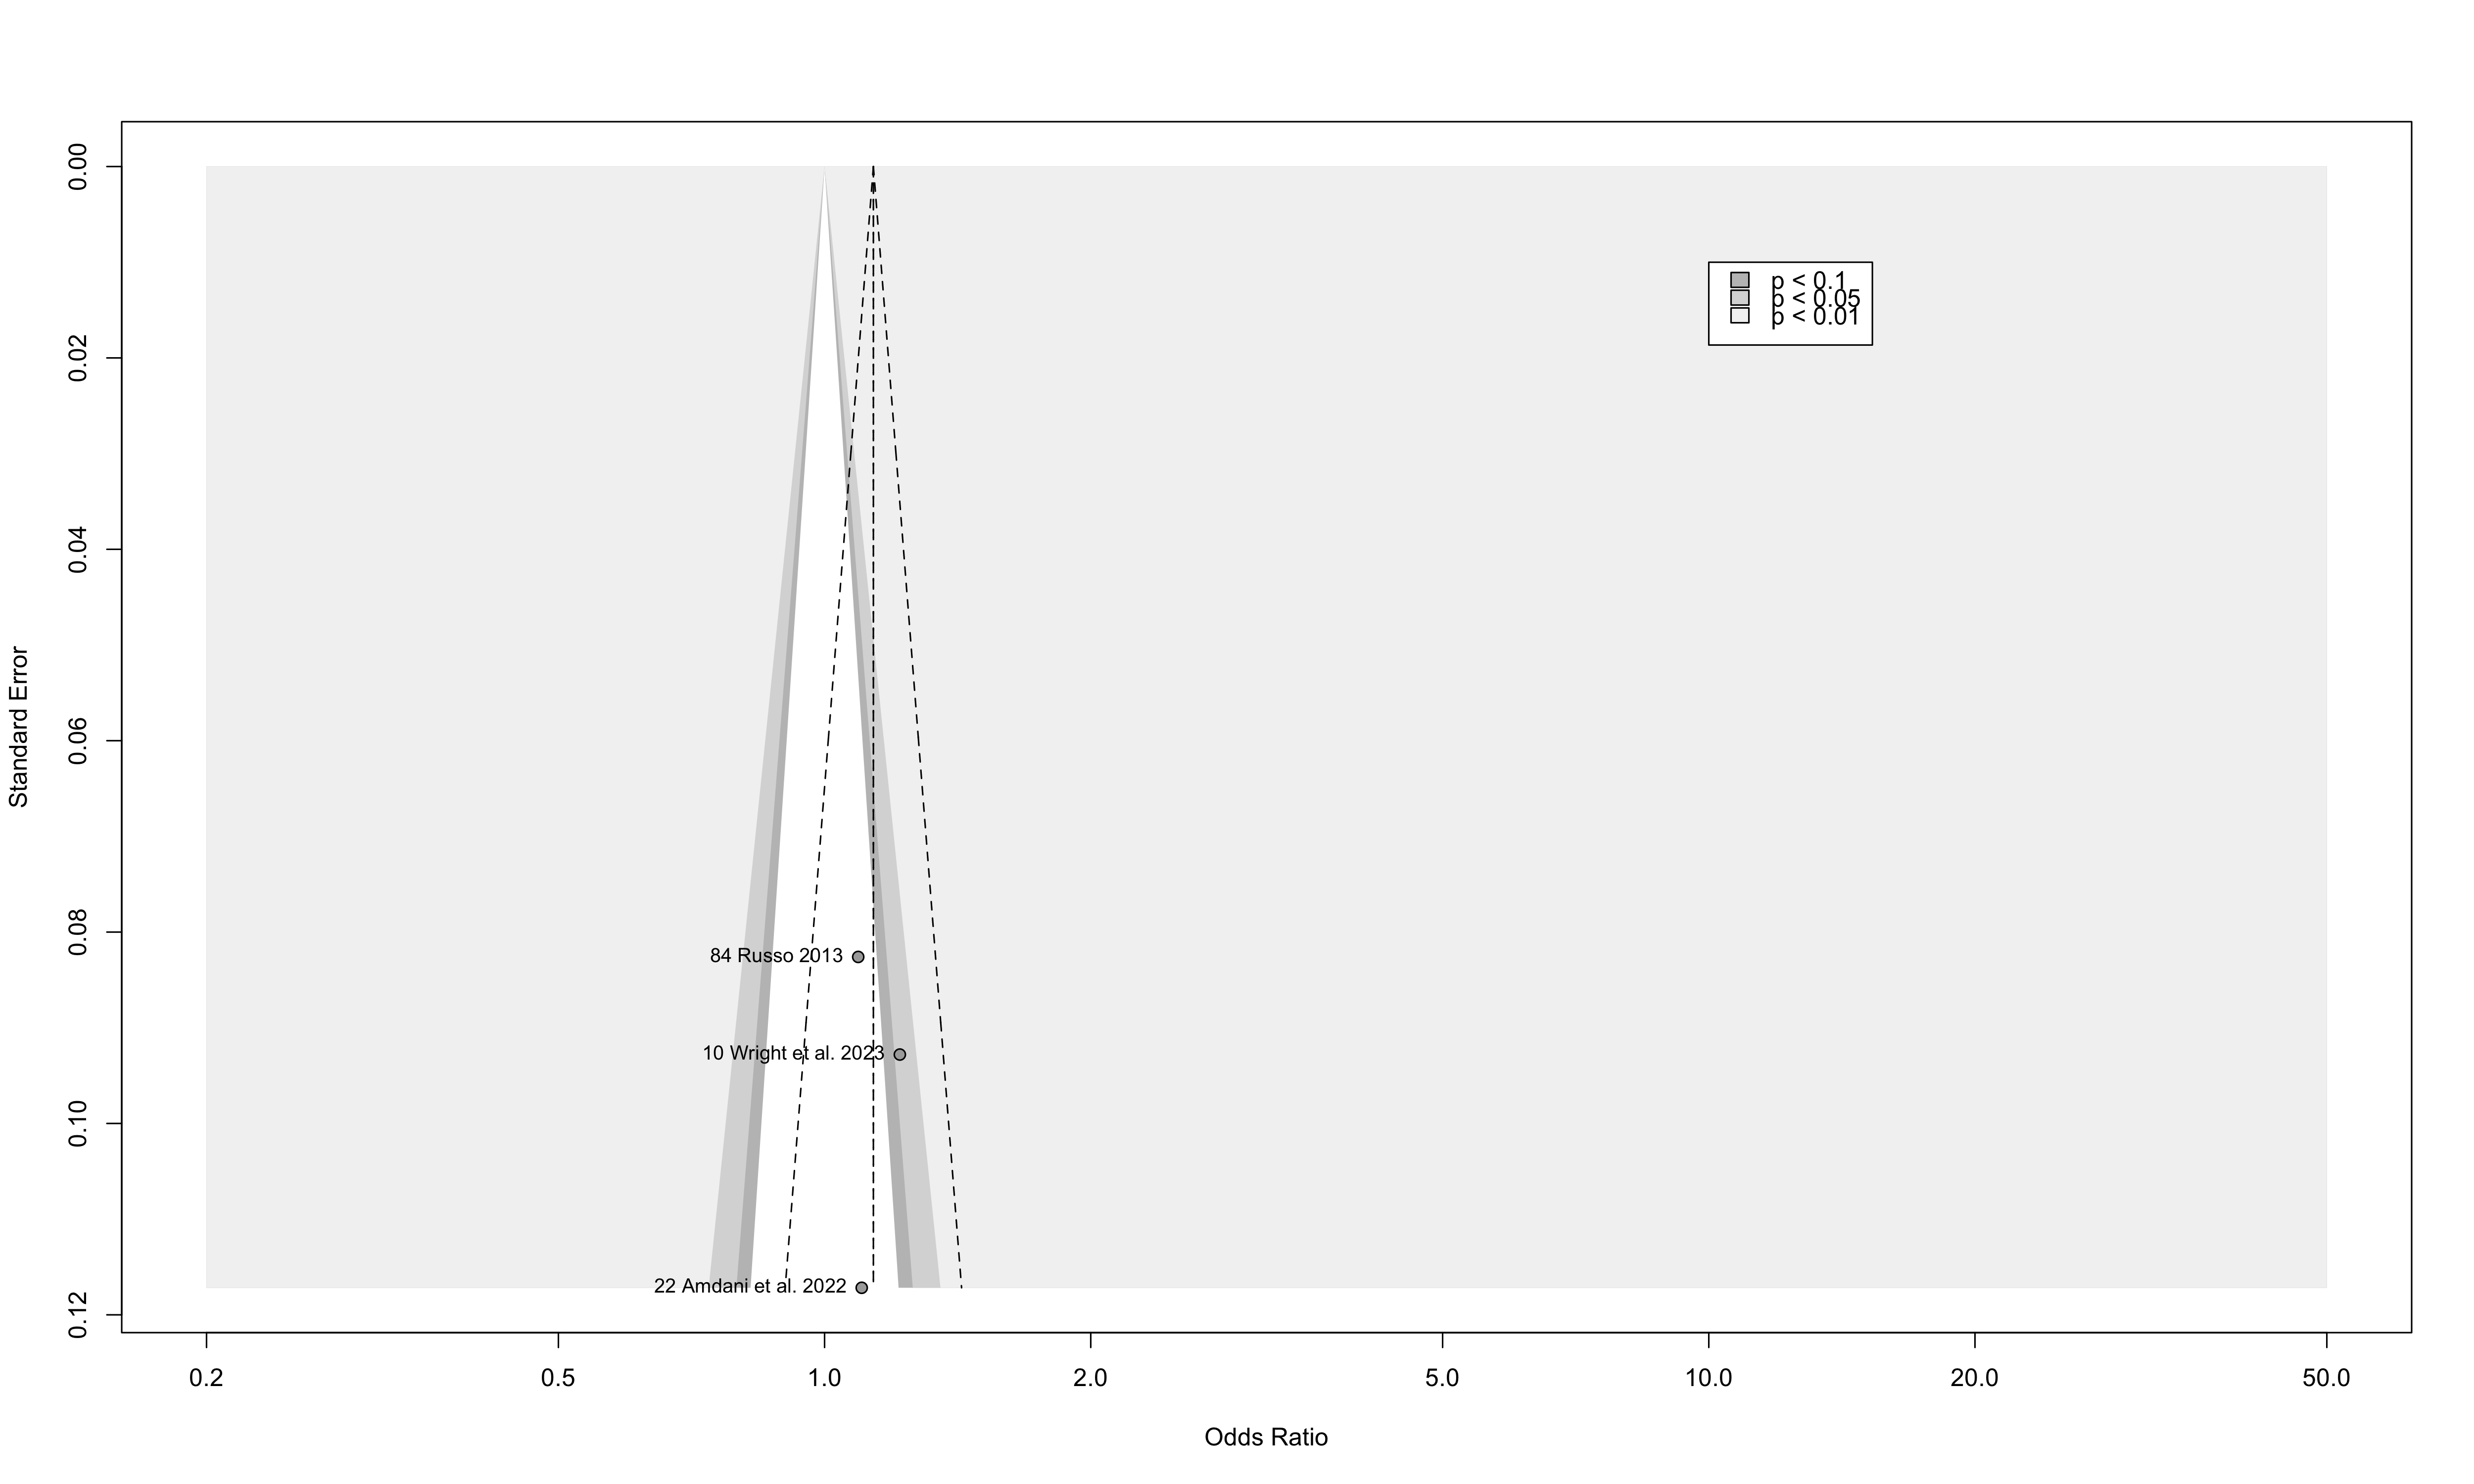 0.00
0.02
0.04
0.06
0.08
0.10
0.12
Standard Error
p < 0.1
p < 0.05
p < 0.01
84 Russo 2013
10 Wright et al. 2023
22 Amdani et al. 2022
0.2 0.5 1.0 2.0 5.0 10.0 20.0 50.0
Odds Ratio